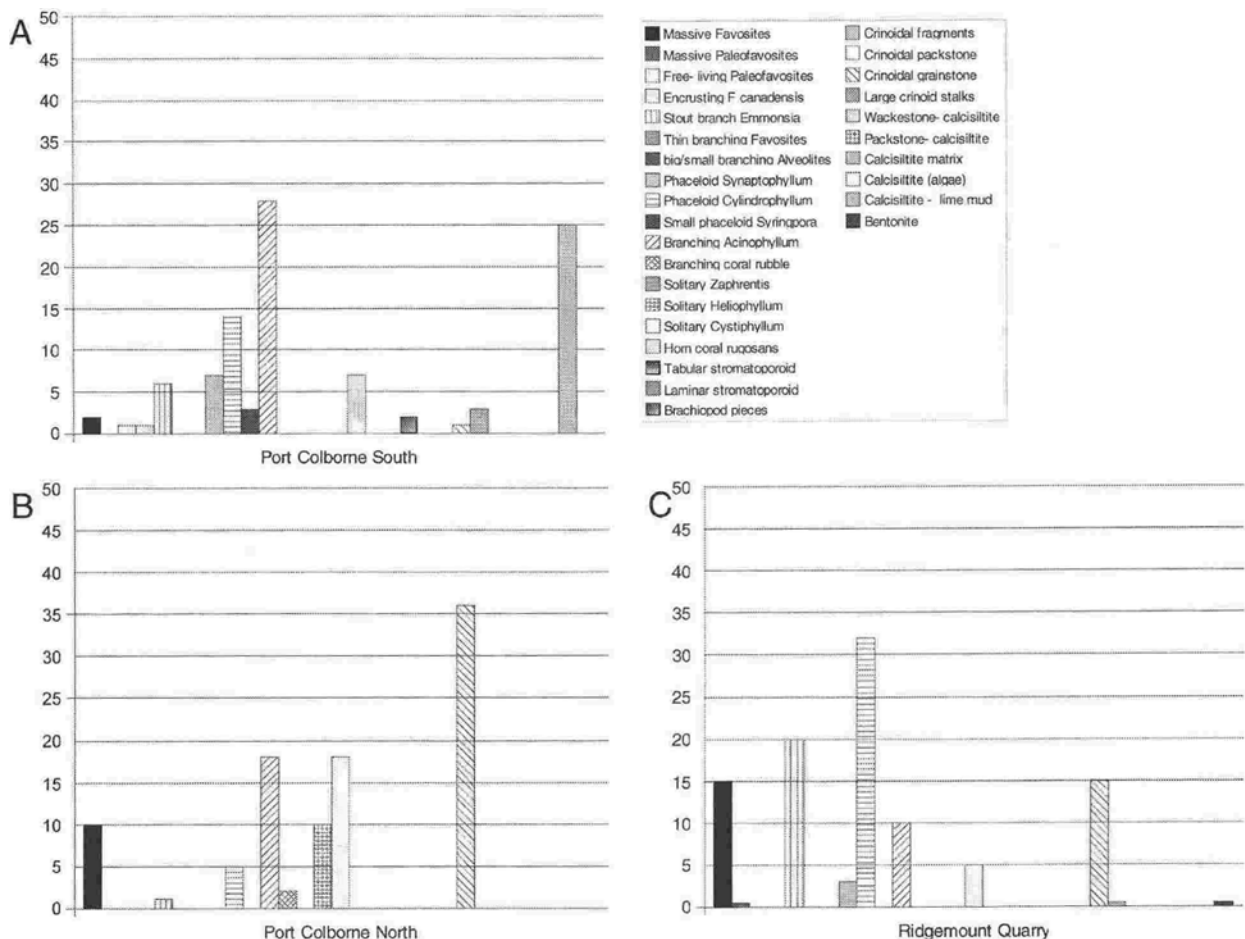 A
50
45
40
35
30
25
20
15
10
5
0
Port Colborne South
Massive Favosites
Massive Paleofavosites
Free- living Paleofavosites
Encrusting F canadensis
Stout branch Emmonsia
Thin branching Favosites
big/small branching Alveolites
Phaceloid Synaptophyllum
Phaceloid Cylindrophyllum
Small phaceloid Syringpora
Branching Acinophyllum
Branching coral rubble
Solitary Zaphrentis
Solitary Heliophyllum
Solitary Cystiphyllum
Horn coral rugosans
Tabular stromatoporoid
Laminar stromatoporoid
Brachiopod pieces
Crinoidal fragments
Crinoidal packstone
Crinoidal grainstone
Large crinoid stalks
Wackestone- calcisiltite
Packstone- calcisiltite
Calcisiltite matrix
Calcisiltite (algae)
Calcisiltite - lime mud
Bentonite
B
50
45
40
35
30
25
20
15
10
5
0
Port Colborne North
C
50
45
40
35
30
25
20
15
10
5
0
Ridgemount Quarry